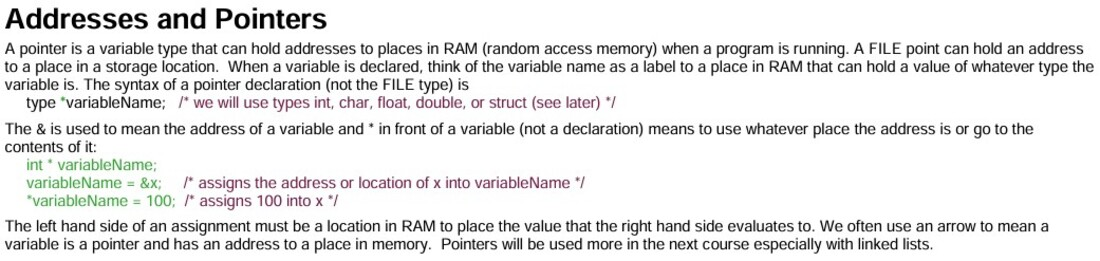 Addresses and Pointers
A pointer is a variable type that can hold addresses to places in RAM (random access memory) when a program is running. A FILE point can hold an address
to a place in a storage location.  When a variable is declared, think of the variable name as a label to a place in RAM that can hold a value of whatever type the
variable is. The syntax of a pointer declaration (not the FILE type) is
type *variableName;   /* we will use types int, char, float, double, or struct (see later) */
The & is used to mean the address of a variable and * in front of a variable (not a declaration) means to use whatever place the address is or go to the
contents of it:
int * variableName;
variableName = &x;     /* assigns the address or location of x into variableName */
*variableName = 100;  /* assigns 100 into x */
The left hand side of an assignment must be a location in RAM to place the value that the right hand side evaluates to. We often use an arrow to mean a
variable is a pointer and has an address to a place in memory.  Pointers will be used more in the next course especially with linked lists.